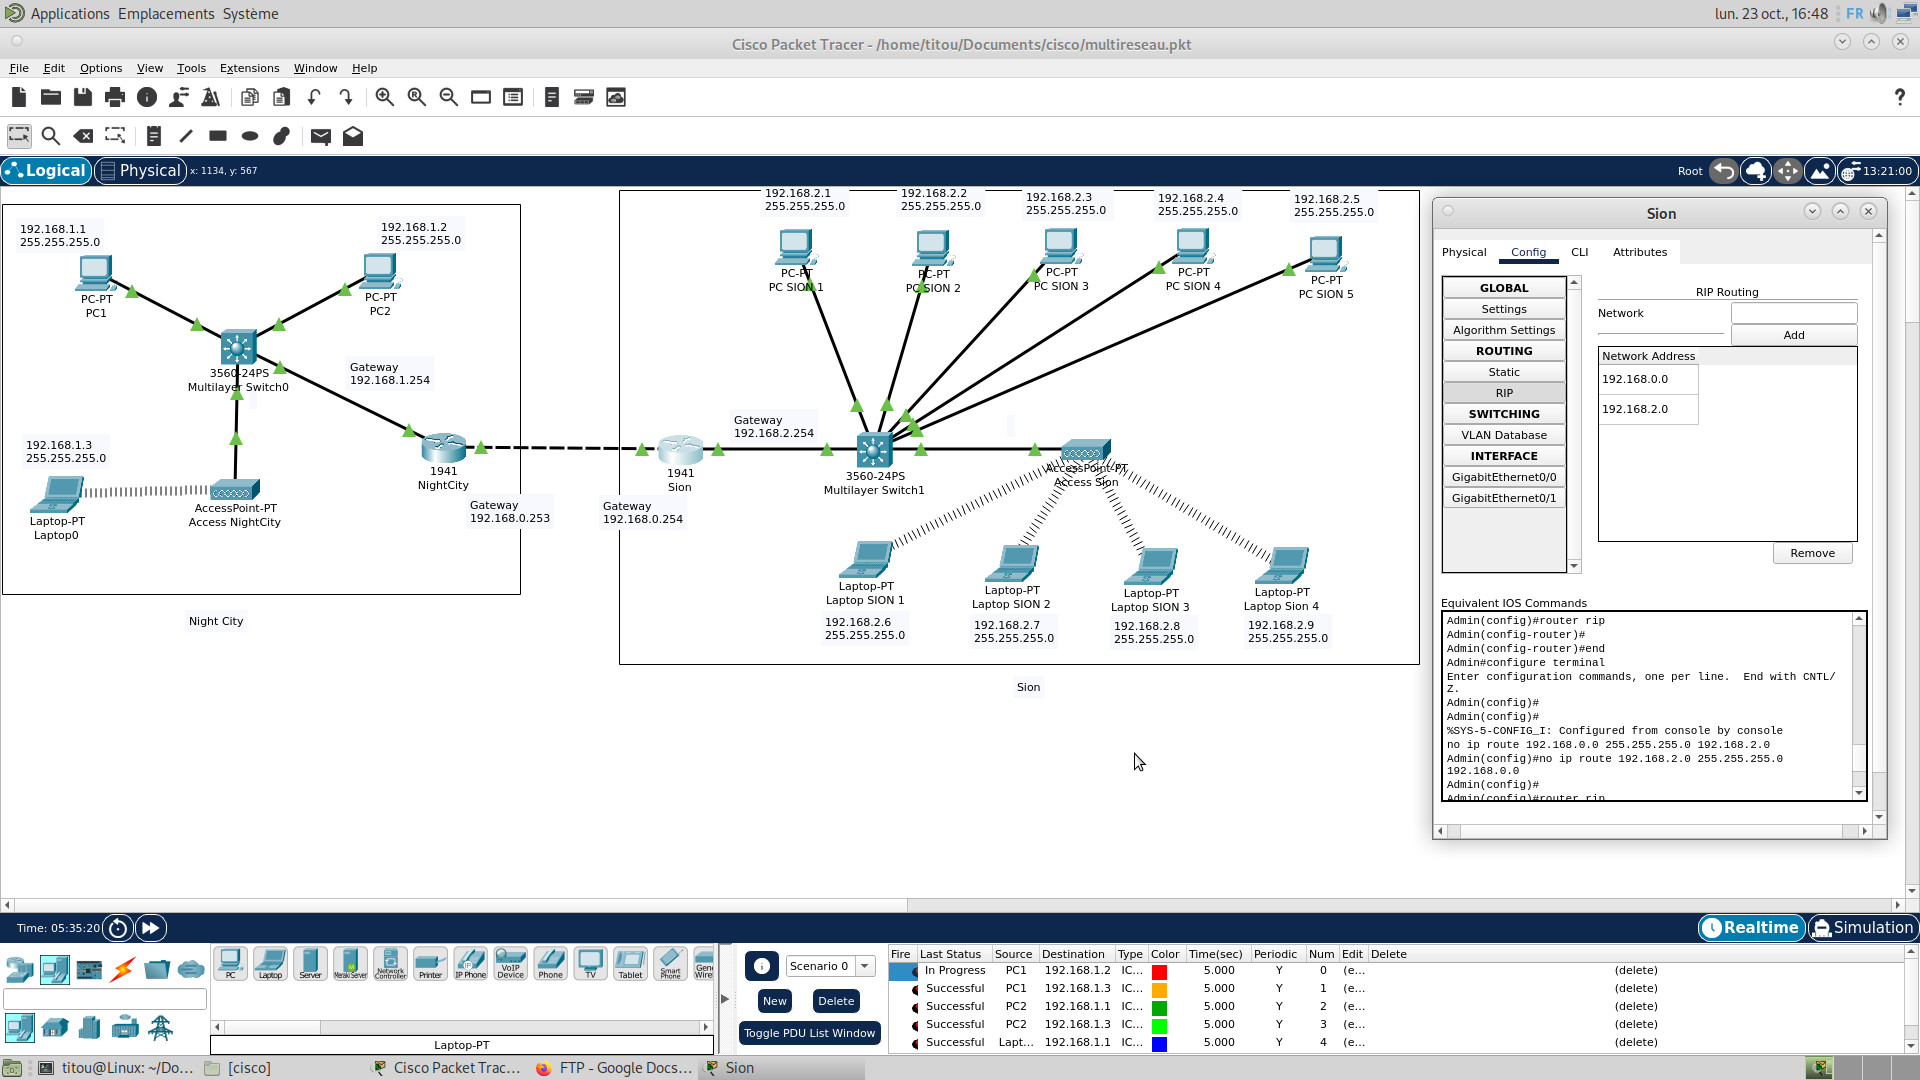 Applications Emplacements Système
lun. 23 oct., 16:48 FR
Cisco Packet Tracer - /home/titou/Documents/cisco/multireseau.pkt
File Edit Options View Tools Extensions Window Help
Logical Physical x: 1134, y: 567
Root 13:21:00
192.168.1.1
255.255.255.0
PC-PT
PC1
192.168.1.2
255.255.255.0
PC-PT
PC2
3560-24PS
Multilayer Switch0
Gateway
192.168.1.254
192.168.1.3
255.255.255.0
Laptop-PT
Laptop0
AccessPoint-PT
Access NightCity
1941
NightCity
Gateway
192.168.0.253
Night City
192.168.2.1
255.255.255.0
PC-PT
PC SION 1
192.168.2.2
255.255.255.0
PC-PT
PC SION 2
192.168.2.3
255.255.255.0
PC-PT
PC SION 3
192.168.2.4
255.255.255.0
PC-PT
PC SION 4
192.168.2.5
255.255.255.0
PC-PT
PC SION 5
Gateway
192.168.2.254
1941
Sion
Gateway
192.168.0.254
3560-24PS
Multilayer Switch1
AccessPoint-PT
Access Sion
Laptop-PT
Laptop SION 1
192.168.2.6
255.255.255.0
Laptop-PT
Laptop SION 2
192.168.2.7
255.255.255.0
Laptop-PT
Laptop SION 3
192.168.2.8
255.255.255.0
Laptop-PT
Laptop Sion 4
192.168.2.9
255.255.255.0
Sion
Sion
Physical Config CLI Attributes
GLOBAL
Settings
Algorithm Settings
ROUTING
Static
RIP
SWITCHING
VLAN Database
INTERFACE
GigabitEthernet0/0
GigabitEthernet0/1
RIP Routing
Network
Add
Network Address
192.168.0.0
192.168.2.0
Remove
Equivalent IOS Commands
Admin(config)#router rip
Admin(config-router)#
Admin(config-router)#end
Admin#configure terminal
Enter configuration commands, one per line.  End with CNTL/
Z.
Admin(config)#
Admin(config)#
%SYS-5-CONFIG_I: Configured from console by console
no ip route 192.168.0.0 255.255.255.0 192.168.2.0
Admin(config)#no ip route 192.168.2.0 255.255.255.0
192.168.0.0
Admin(config)#
Admin(config)#router rip
Time: 05:35:20
Realtime Simulation
PC Laptop Server Meraki Server Network Controller Printer IP Phone VoIP Device Phone TV Tablet Smart Phone
Laptop-PT
Scenario 0
New Delete
Toggle PDU List Window
Fire Last Status Source Destination Type Color Time(sec) Periodic Num Edit Delete
In Progress PC1 192.168.1.2 IC... 5.000 Y 0 (e... (delete)
Successful PC1 192.168.1.3 IC... 5.000 Y 1 (e... (delete)
Successful PC2 192.168.1.1 IC... 5.000 Y 2 (e... (delete)
Successful PC2 192.168.1.3 IC... 5.000 Y 3 (e... (delete)
Successful Lapt... 192.168.1.1 IC... 5.000 Y 4 (e... (delete)
titou@Linux: ~/Do... [cisco] Cisco Packet Trac... FTP - Google Docs... Sion